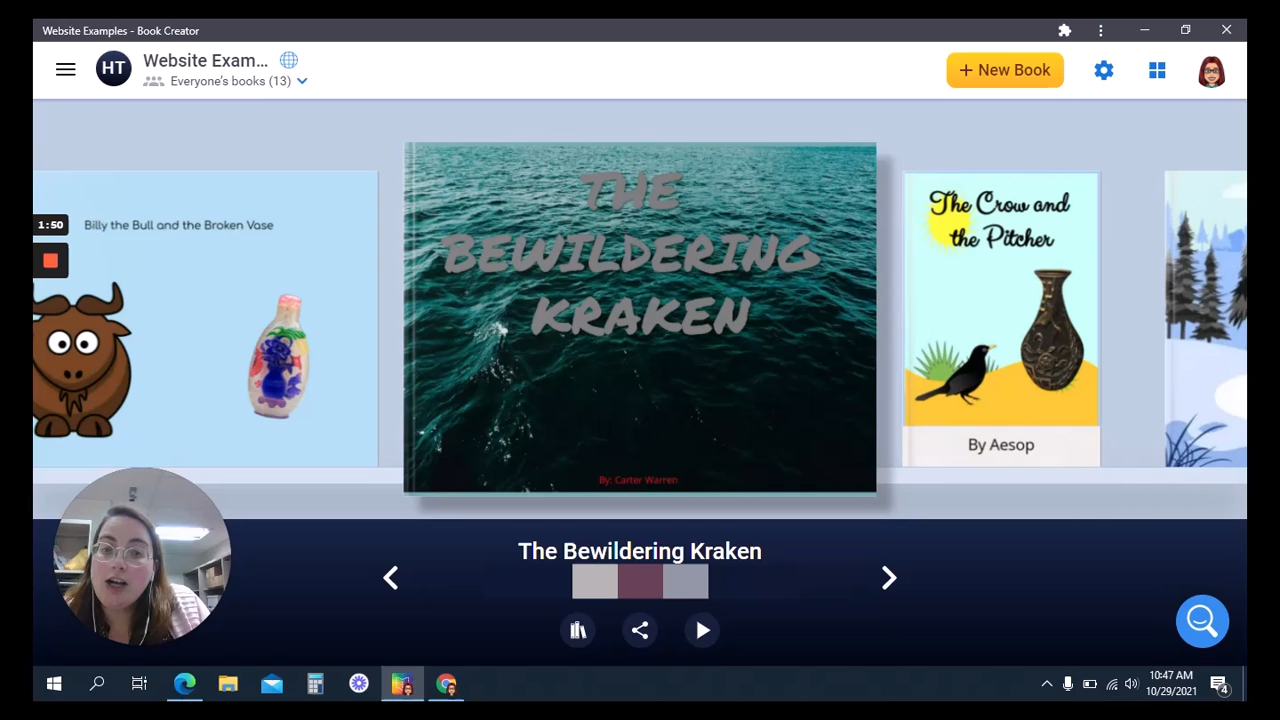 Website Examples - Book Creator
HT
Website Exam...
Everyone's books (13)
+ New Book
1:50
Billy the Bull and the Broken Vase
THE
BEWILDERING
KRAKEN
By: Carter Warren
The Crow and
the Pitcher
By Aesop
The Bewildering Kraken
10:47 AM
10/29/2021
4